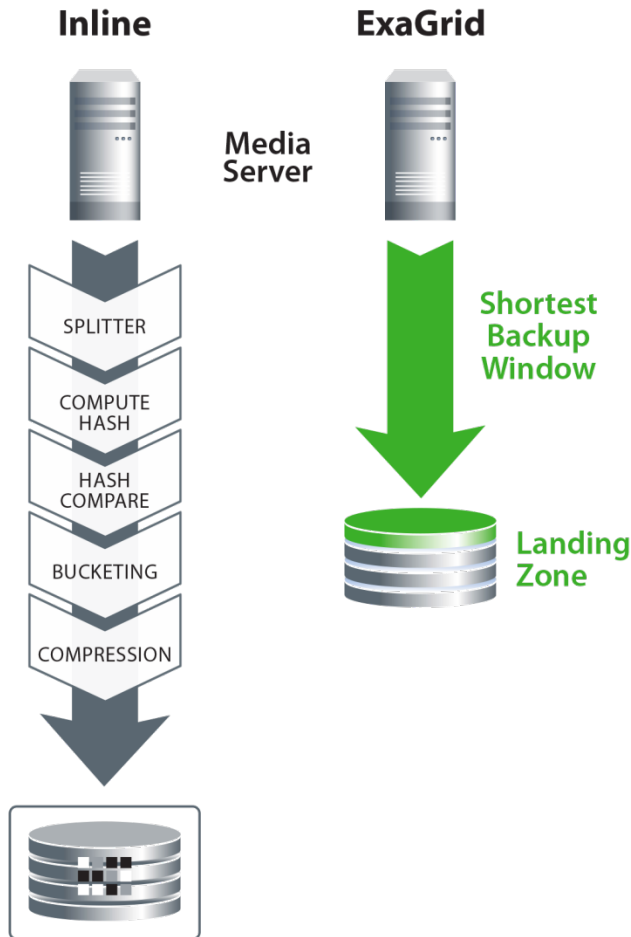 Inline
ExaGrid
Media
Server
SPLITTER
COMPUTE
HASH
HASH
COMPARE
BUCKETING
COMPRESSION
Shortest
Backup
Window
Landing
Zone